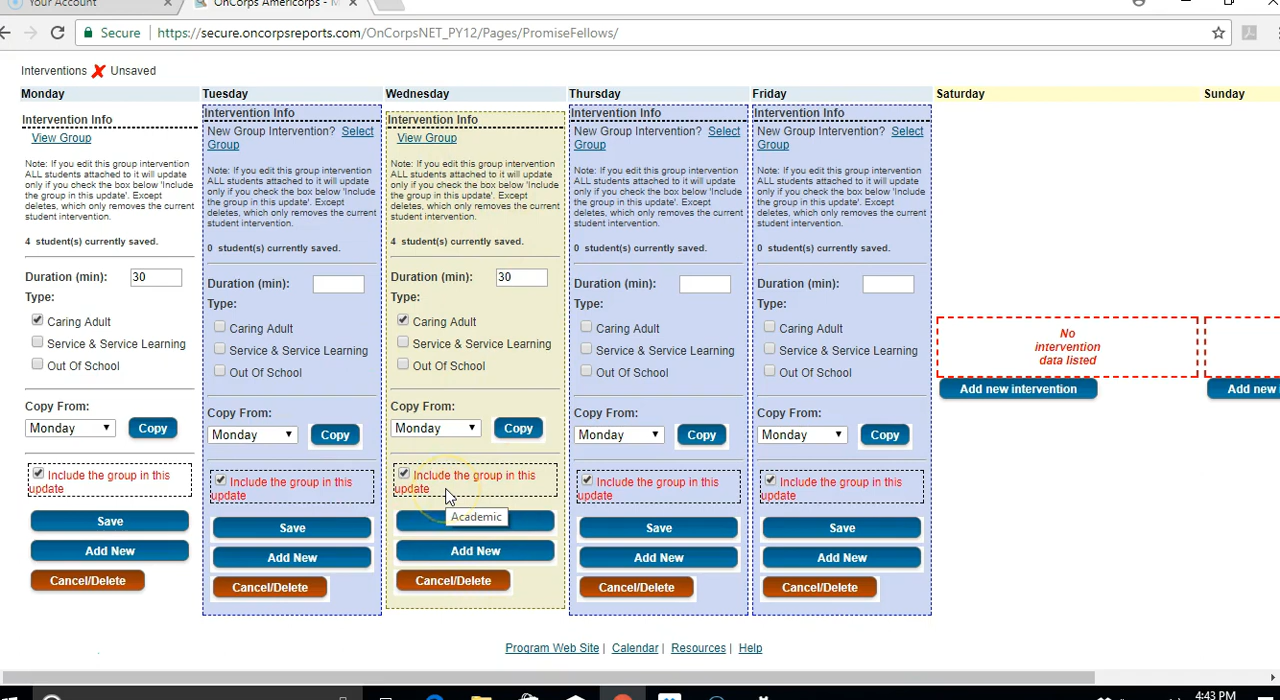 Your Account
OnCorps Americorps - M
Secure https://secure.oncorpsreports.com/OnCorpsNET_PY12/Pages/PromiseFellows/
Interventions Unsaved
Monday
Intervention Info
View Group
Note: If you edit this group intervention
ALL students attached to it will update
only if you check the box below 'Include
the group in this update'. Except
deletes, which only removes the current
student intervention.
4 student(s) currently saved.
Duration (min): 30
Type:
Caring Adult
Service & Service Learning
Out Of School
Copy From:
Monday Copy
Include the group in this
update
Save
Add New
Cancel/Delete
Tuesday
Intervention Info
New Group Intervention? Select
Group
Note: If you edit this group intervention
ALL students attached to it will update
only if you check the box below 'Include
the group in this update'. Except
deletes, which only removes the current
student intervention.
0 student(s) currently saved.
Duration (min):
Type:
Caring Adult
Service & Service Learning
Out Of School
Copy From:
Monday Copy
Include the group in this
update
Save
Add New
Cancel/Delete
Wednesday
Intervention Info
View Group
Note: If you edit this group intervention
ALL students attached to it will update
only if you check the box below 'Include
the group in this update'. Except
deletes, which only removes the current
student intervention.
4 student(s) currently saved.
Duration (min): 30
Type:
Caring Adult
Service & Service Learning
Out Of School
Copy From:
Monday Copy
Include the group in this
update
Academic
Add New
Cancel/Delete
Thursday
Intervention Info
New Group Intervention? Select
Group
Note: If you edit this group intervention
ALL students attached to it will update
only if you check the box below 'Include
the group in this update'. Except
deletes, which only removes the current
student intervention.
0 student(s) currently saved.
Duration (min):
Type:
Caring Adult
Service & Service Learning
Out Of School
Copy From:
Monday Copy
Include the group in this
update
Save
Add New
Cancel/Delete
Friday
Intervention Info
New Group Intervention? Select
Group
Note: If you edit this group intervention
ALL students attached to it will update
only if you check the box below 'Include
the group in this update'. Except
deletes, which only removes the current
student intervention.
0 student(s) currently saved.
Duration (min):
Type:
Caring Adult
Service & Service Learning
Out Of School
Copy From:
Monday Copy
Include the group in this
update
Save
Add New
Cancel/Delete
Saturday
No
intervention
data listed
Add new intervention
Sunday
Add new
Program Web Site | Calendar | Resources | Help
4:43 PM